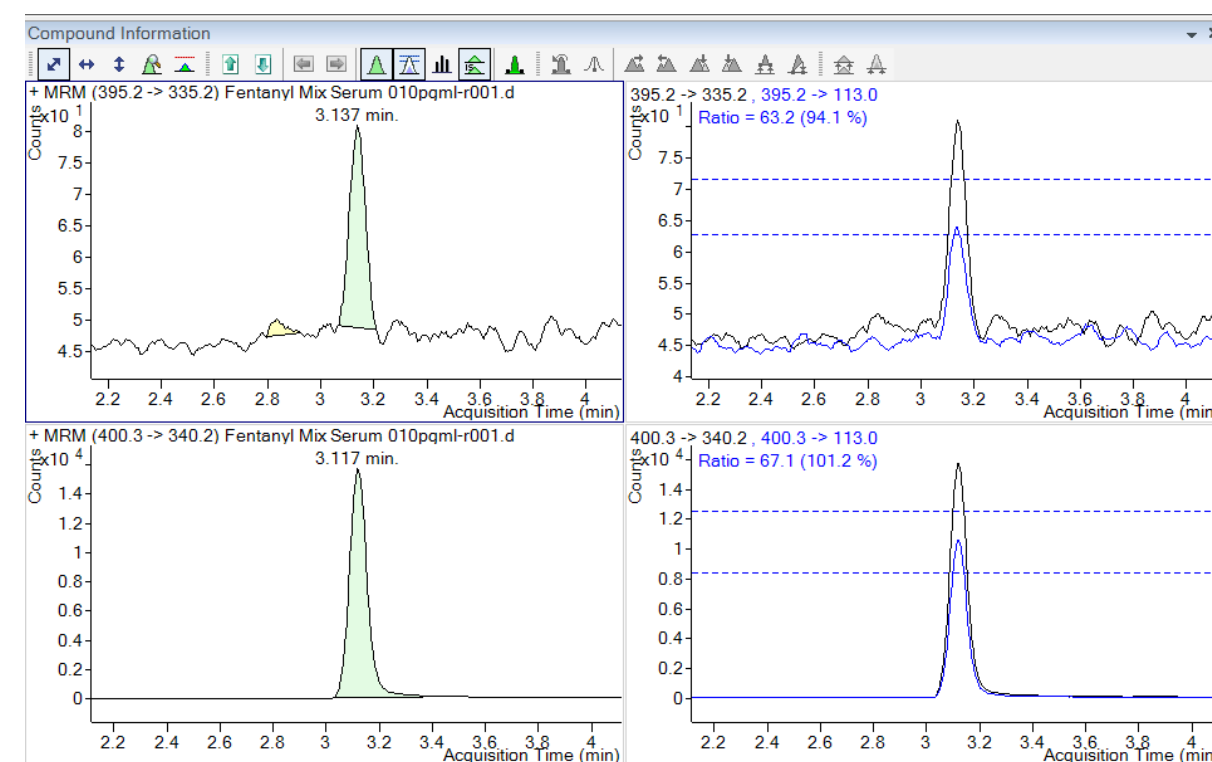 Compound Information
+ MRM (395.2 -> 335.2) Fentanyl Mix Serum 010pgml-r001.d
3.137 min.
Counts
x10 1
8
7.5
7
6.5
6
5.5
5
4.5
2.2 2.4 2.6 2.8 3 3.2 3.4 3.6 3.8 4
Acquisition Time (min)
395.2 -> 335.2 , 395.2 -> 113.0
Ratio = 63.2 (94.1 %)
Counts
x10 1
7.5
7
6.5
6
5.5
5
4.5
4
2.2 2.4 2.6 2.8 3 3.2 3.4 3.6 3.8 4
Acquisition Time (min)
+ MRM (400.3 -> 340.2) Fentanyl Mix Serum 010pgml-r001.d
3.117 min.
Counts
x10 4
1.4
1.2
1
0.8
0.6
0.4
0.2
0
2.2 2.4 2.6 2.8 3 3.2 3.4 3.6 3.8 4
Acquisition Time (min)
400.3 -> 340.2 , 400.3 -> 113.0
Ratio = 67.1 (101.2 %)
Counts
x10 4
1.4
1.2
1
0.8
0.6
0.4
0.2
0
2.2 2.4 2.6 2.8 3 3.2 3.4 3.6 3.8 4
Acquisition Time (min)